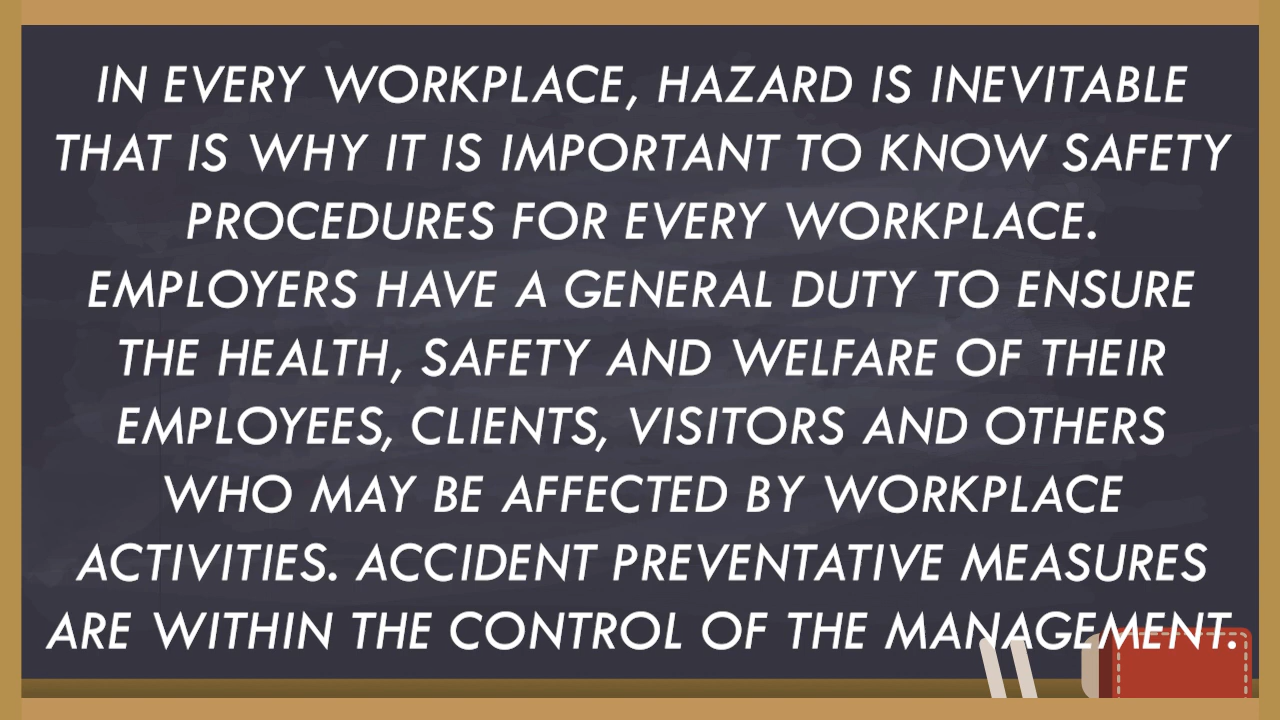 IN EVERY WORKPLACE, HAZARD IS INEVITABLE
THAT IS WHY IT IS IMPORTANT TO KNOW SAFETY
PROCEDURES FOR EVERY WORKPLACE.
EMPLOYERS HAVE A GENERAL DUTY TO ENSURE
THE HEALTH, SAFETY AND WELFARE OF THEIR
EMPLOYEES, CLIENTS, VISITORS AND OTHERS
WHO MAY BE AFFECTED BY WORKPLACE
ACTIVITIES. ACCIDENT PREVENTATIVE MEASURES
ARE WITHIN THE CONTROL OF THE MANAGEMENT.